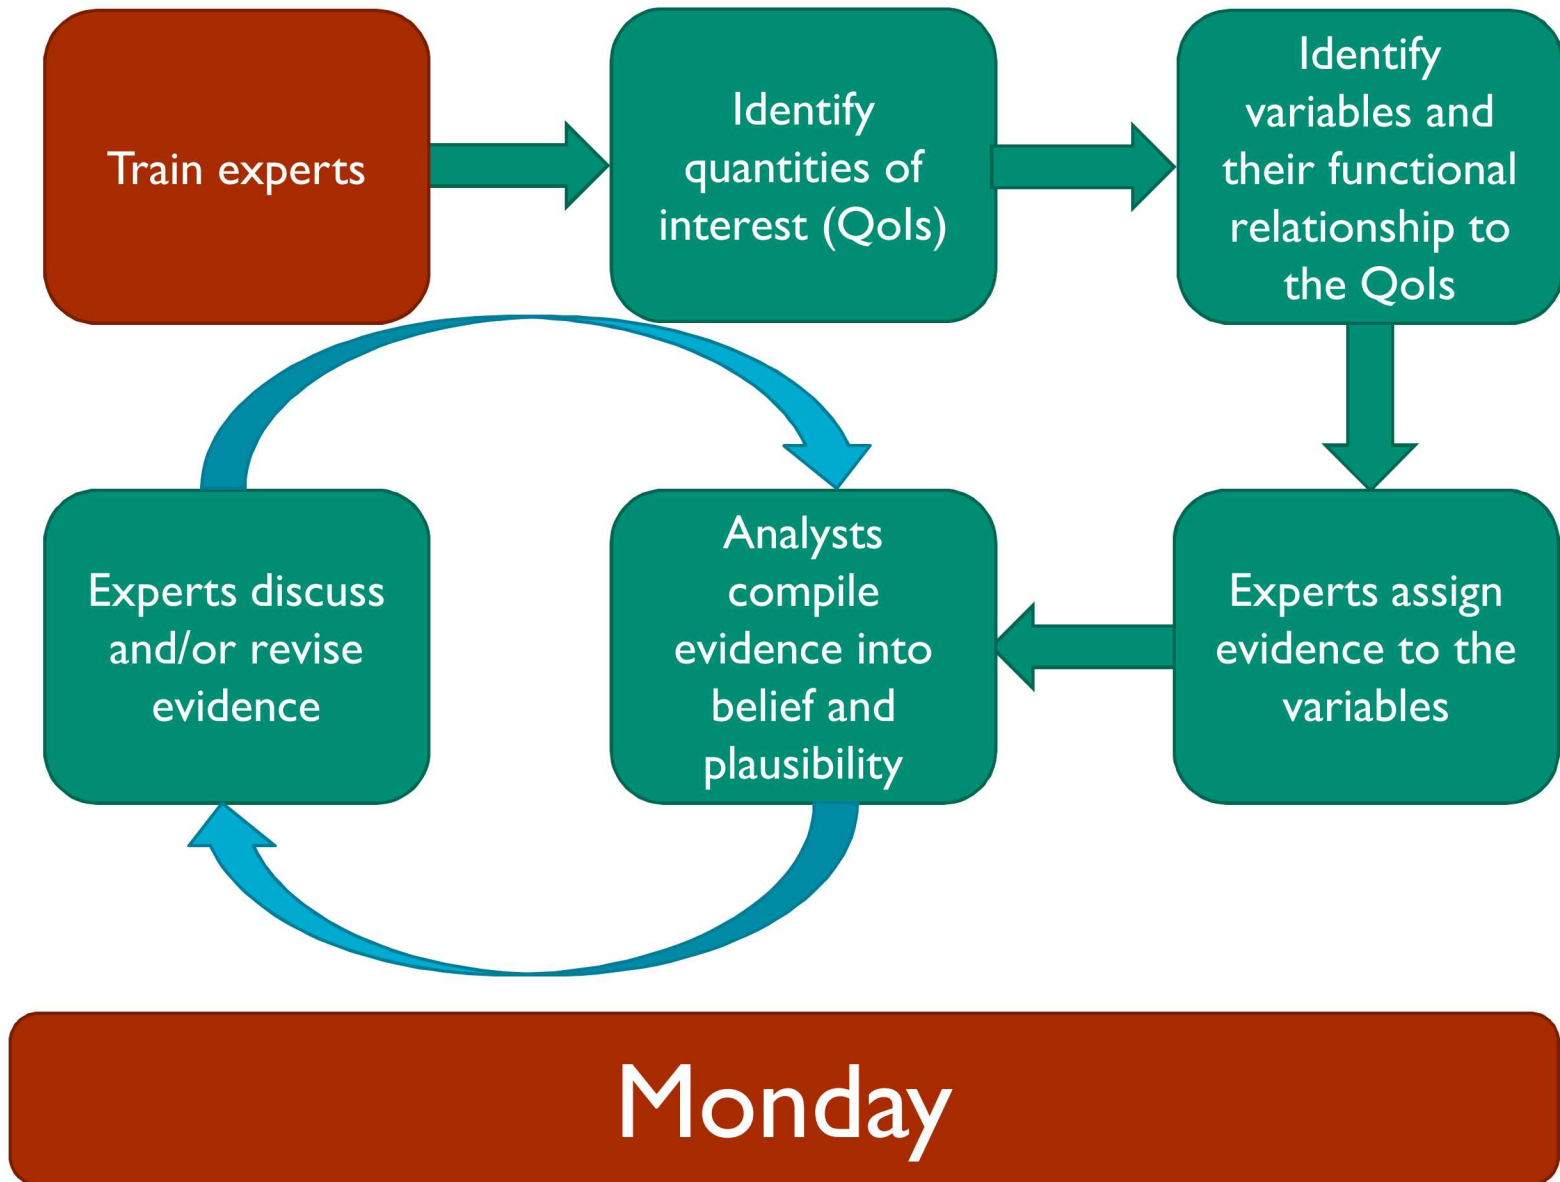 Train experts
Identify
quantities of
interest (QoIs)
Identify
variables and
their functional
relationship to
the QoIs
Experts discuss
and/or revise
evidence
Analysts
compile
evidence into
belief and
plausibility
Experts assign
evidence to the
variables
Monday